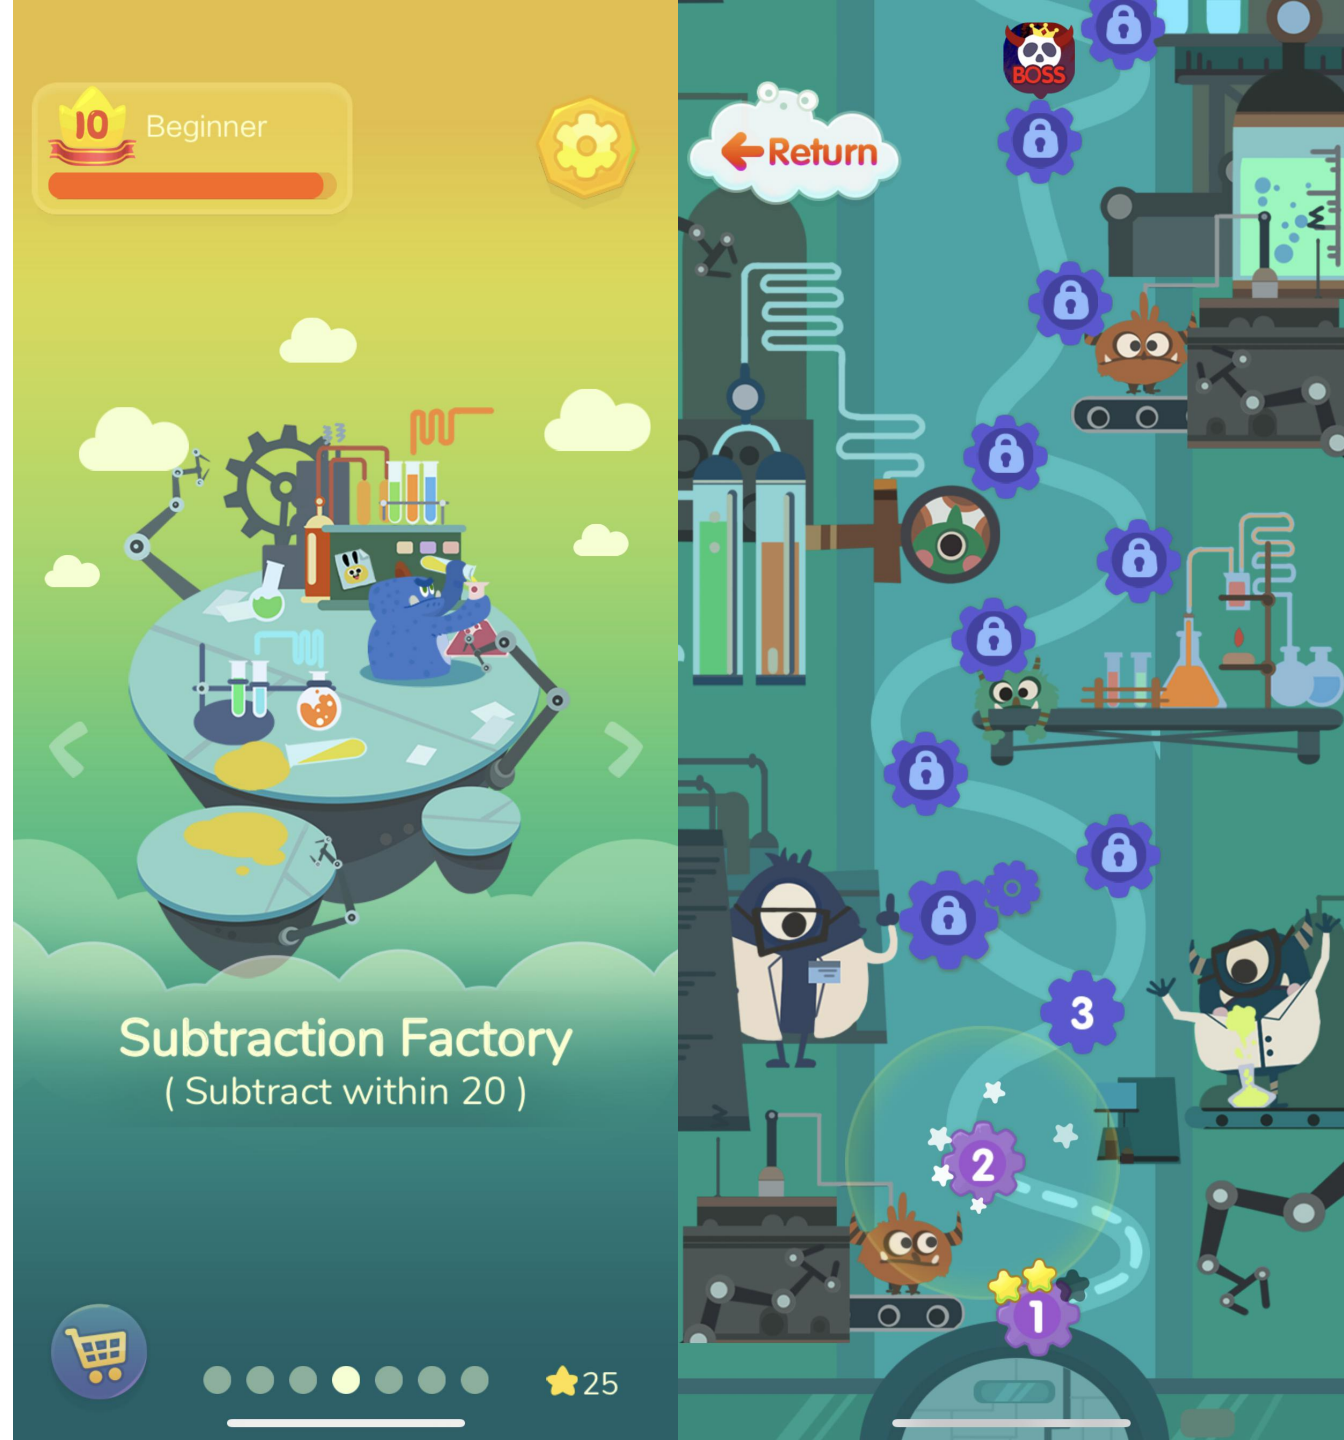 10
Beginner
Subtraction Factory
( Subtract within 20 )
25
BOSS
Return
3
2
1